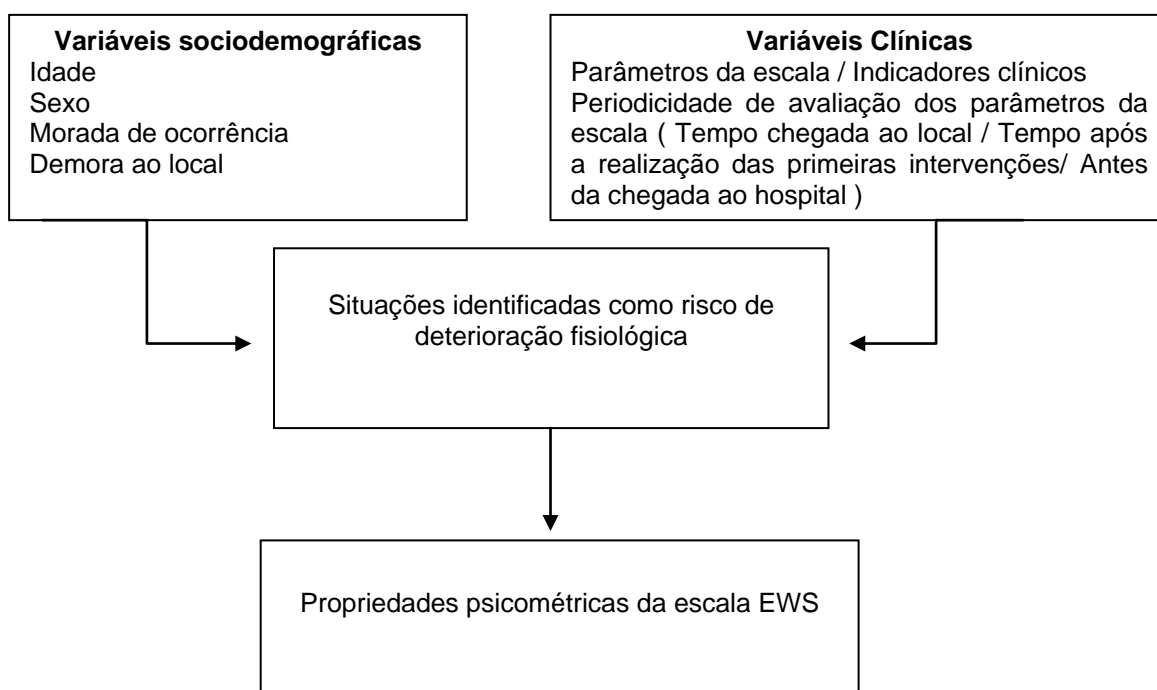 Variáveis sociodemográficas
Idade
Sexo
Morada de ocorrência
Demora ao local
Variáveis Clínicas
Parâmetros da escala / Indicadores clínicos
Periodicidade de avaliação dos parâmetros da
escala ( Tempo chegada ao local / Tempo após
a realização das primeiras intervenções/ Antes
da chegada ao hospital )
Situações identificadas como risco de
deterioração fisiológica
Propriedades psicométricas da escala EWS